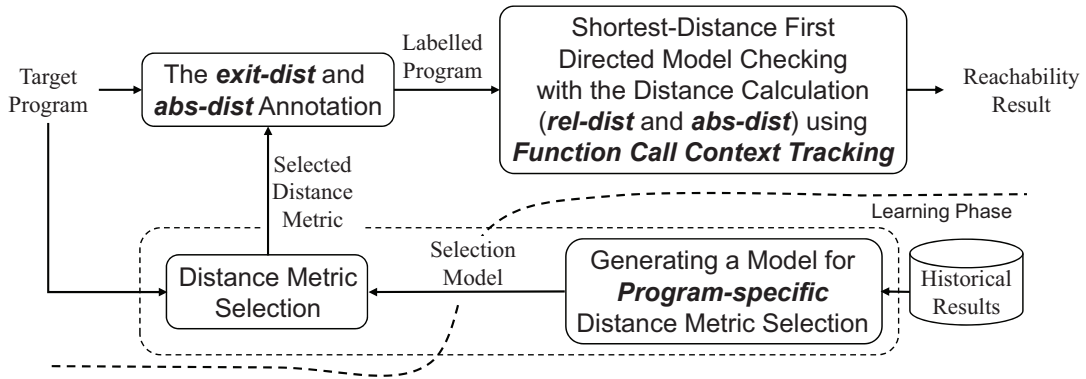 Target
Program
The exit-dist and
abs-dist Annotation
Labelled
Program
Shortest-Distance First
Directed Model Checking
with the Distance Calculation
(rel-dist and abs-dist) using
Function Call Context Tracking
Reachability
Result
Selected
Distance
Metric
Learning Phase
Distance Metric
Selection
Selection
Model
Generating a Model for
Program-specific
Distance Metric Selection
Historical
Results